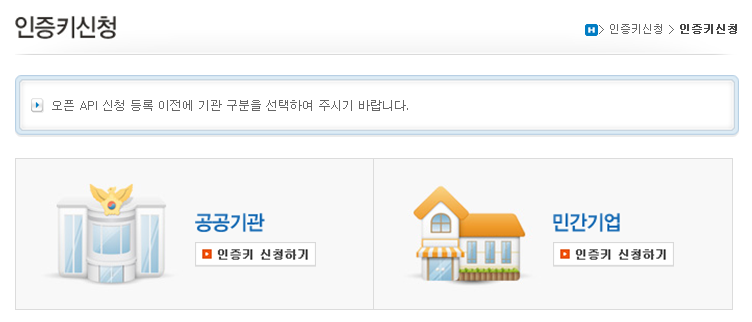 인증키신청
H > 인증키신청 > 인증키신청
오픈 API 신청 등록 이전에 기관 구분을 선택하여 주시기 바랍니다.
공공기관
인증키 신청하기
민간기업
인증키 신청하기